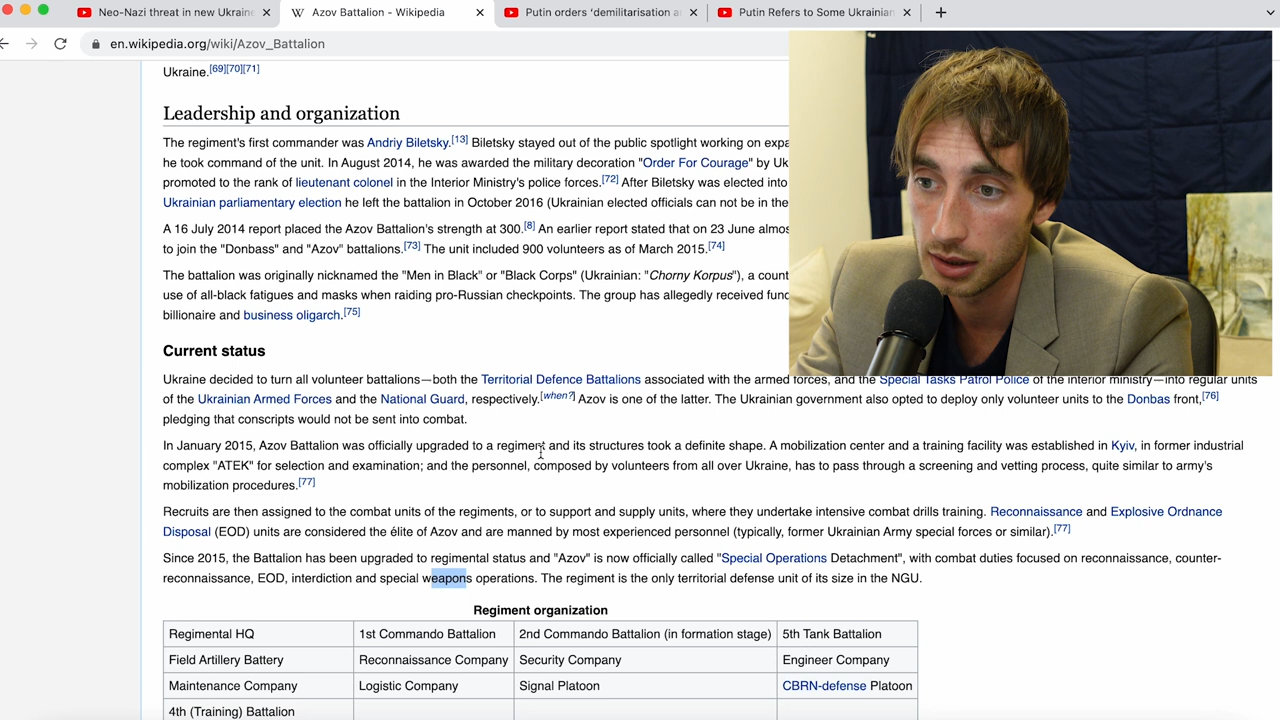 Neo-Nazi threat in new Ukraine
Azov Battalion - Wikipedia
Putin orders ‘demilitarisation a
Putin Refers to Some Ukrainian
en.wikipedia.org/wiki/Azov_Battalion
Ukraine.[69][70][71]
Leadership and organization
The regiment's first commander was Andriy Biletsky.[13] Biletsky stayed out of the public spotlight working on expa
he took command of the unit. In August 2014, he was awarded the military decoration "Order For Courage" by Uk
promoted to the rank of lieutenant colonel in the Interior Ministry's police forces.[72] After Biletsky was elected into
Ukrainian parliamentary election he left the battalion in October 2016 (Ukrainian elected officials can not be in the
A 16 July 2014 report placed the Azov Battalion's strength at 300.[8] An earlier report stated that on 23 June almos
to join the "Donbass" and "Azov" battalions.[73] The unit included 900 volunteers as of March 2015.[74]
The battalion was originally nicknamed the "Men in Black" or "Black Corps" (Ukrainian: "Chorny Korpus"), a count
use of all-black fatigues and masks when raiding pro-Russian checkpoints. The group has allegedly received fund
billionaire and business oligarch.[75]
Current status
Ukraine decided to turn all volunteer battalions—both the Territorial Defence Battalions associated with the armed forces, and the Special Tasks Patrol Police of the interior ministry—into regular units
of the Ukrainian Armed Forces and the National Guard, respectively.[when?] Azov is one of the latter. The Ukrainian government also opted to deploy only volunteer units to the Donbas front,[76]
pledging that conscripts would not be sent into combat.
In January 2015, Azov Battalion was officially upgraded to a regiment and its structures took a definite shape. A mobilization center and a training facility was established in Kyiv, in former industrial
complex "ATEK" for selection and examination; and the personnel, composed by volunteers from all over Ukraine, has to pass through a screening and vetting process, quite similar to army's
mobilization procedures.[77]
Recruits are then assigned to the combat units of the regiments, or to support and supply units, where they undertake intensive combat drills training. Reconnaissance and Explosive Ordnance
Disposal (EOD) units are considered the élite of Azov and are manned by most experienced personnel (typically, former Ukrainian Army special forces or similar).[77]
Since 2015, the Battalion has been upgraded to regimental status and "Azov" is now officially called "Special Operations Detachment", with combat duties focused on reconnaissance, counter-
reconnaissance, EOD, interdiction and special weapons operations. The regiment is the only territorial defense unit of its size in the NGU.
Regiment organization
Regimental HQ 1st Commando Battalion 2nd Commando Battalion (in formation stage) 5th Tank Battalion
Field Artillery Battery Reconnaissance Company Security Company Engineer Company
Maintenance Company Logistic Company Signal Platoon CBRN-defense Platoon
4th (Training) Battalion